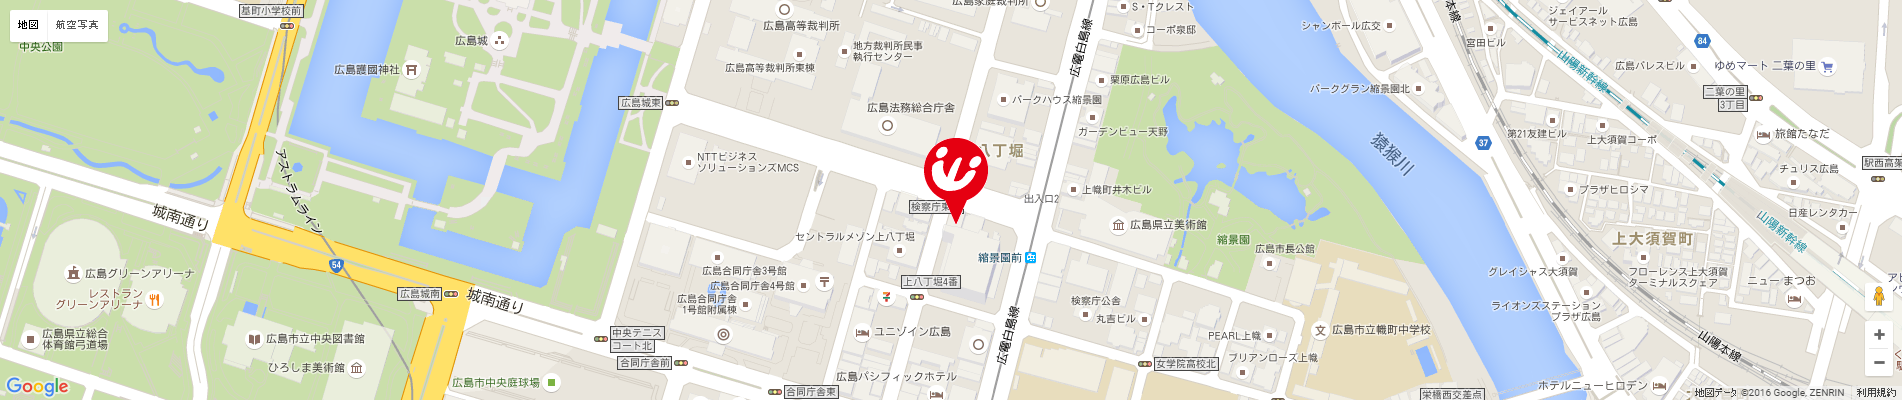 地図 航空写真
中央公園
基町小学校前
広島城
広島護國神社
広島城東
広島高等裁判所
広島家庭裁判所
地方裁判所民事
執行センター
広島高等裁判所東棟
広島法務総合庁舎
S・Tクレスト
コーポ泉邸
広電白島線
栗原広島ビル
パークハウス縮景園
ガーデンビュー天野
八丁堀
上幟町井木ビル
出入口2
広島県立美術館
縮景園
広島市長公館
猿猴川
シャンボール広交
パークグラン縮景園北
ジェイアール
サービスネット広島
宮田ビル
山陽本線
山陽新幹線
84
広島パレスビル
ゆめマート 二葉の里
二葉の里
3丁目
37
第21友建ビル
上大須賀コーポ
旅館たなだ
チュリス広島
駅西高架
プラザヒロシマ
日産レンタカー
山陽新幹線
上大須賀町
グレイシャス大須賀
フローレンス上大須賀
ターミナルスクェア
ニュー まつお
ライオンズステーション
プラザ広島
山陽本線
ホテルニューヒロデン
栄橋西交差点
NTTビジネス
ソリューションズMCS
検察庁東
セントラルメゾン上八丁堀
縮景園前
広島合同庁舎3号館
広島合同庁舎4号館
広島合同庁舎
1号館附属棟
上八丁堀4番
ユニゾイン広島
広島パシフィックホテル
広電白島線
検察庁公舎
丸吉ビル
PEARL上幟
ブリアンローズ上幟
広島市立幟町中学校
女学院高校北
城南通り
アストラムライン
54
広島グリーンアリーナ
レストラン
グリーンアリーナ
広島城南
城南通り
広島県立総合
体育館弓道場
広島市立中央図書館
ひろしま美術館
中央テニス
コート北
合同庁舎前
合同庁舎東
広島市中央庭球場
Google
地図データ ©2016 Google, ZENRIN 利用規約